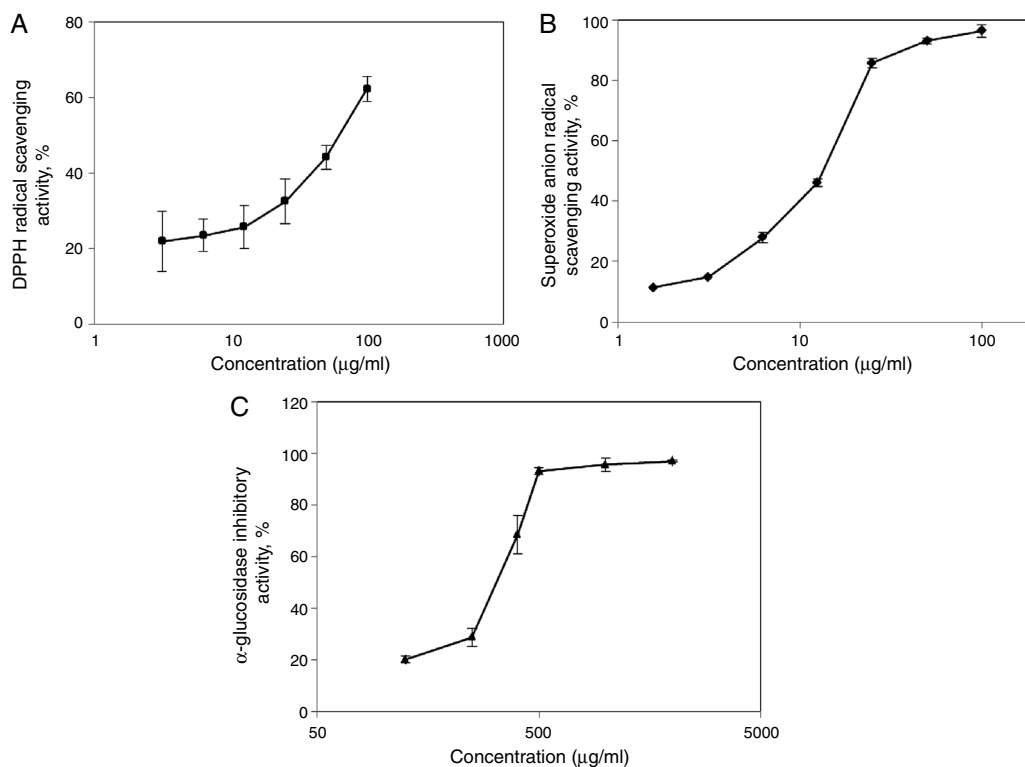 A
80
60
40
20
0
1
10
100
1000
DPPH radical scavenging
activity, %
Concentration (μg/ml)
B
100
80
60
40
20
0
1
10
100
Superoxide anion radical
scavenging activity, %
Concentration (μg/ml)
C
120
100
80
60
40
20
0
50
500
5000
α-glucosidase inhibitory
activity, %
Concentration (μg/ml)